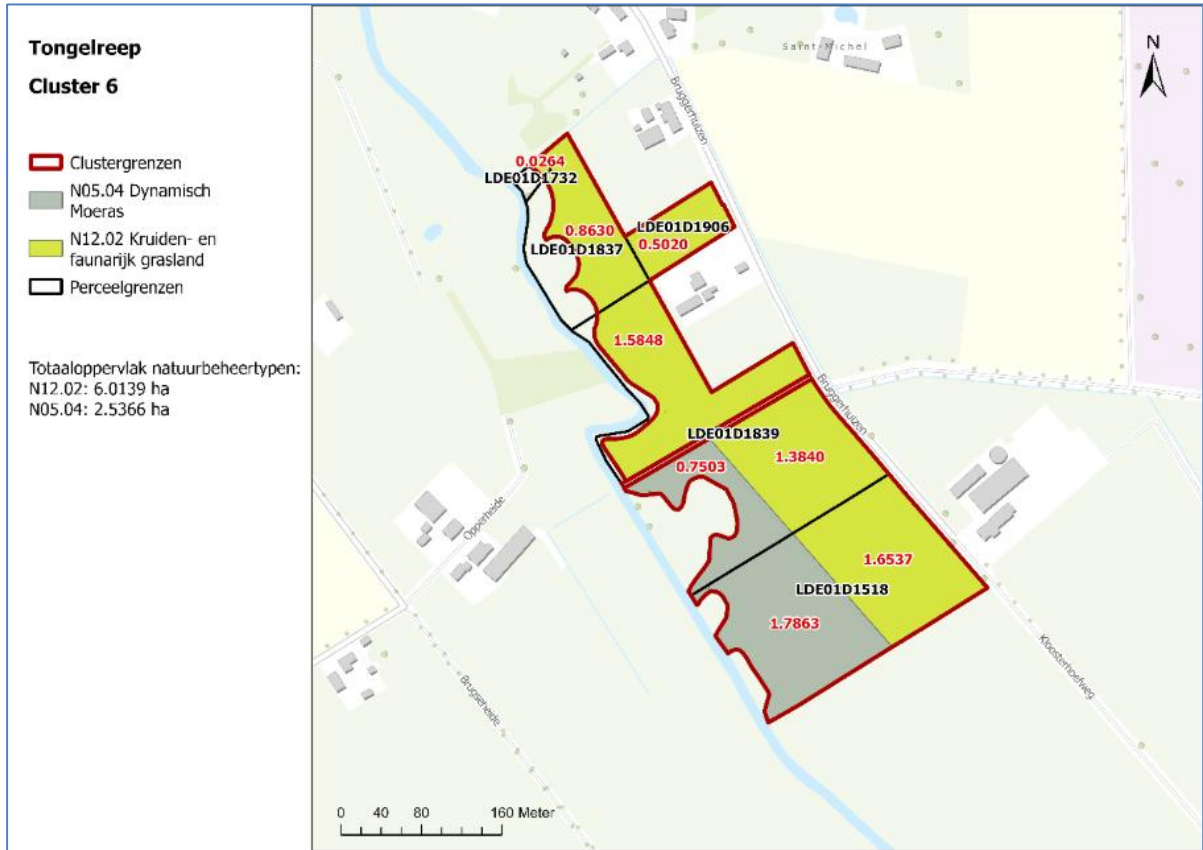 Tongelreep
Cluster 6
Clustergrenzen
N05.04 Dynamisch
Moeras
N12.02 Kruiden- en
faunarijk grasland
Perceelgrenzen
Totaaloppervlak natuurbeheertypen:
N12.02: 6.0139 ha
N05.04: 2.5366 ha
Saint-Michel
N
Bruggerhuizen
0.0264
LDE01D1732
0.8630
LDE01D1837
LDE01D1906
0.5020
1.5848
Bruggerhuizen
LDE01D1839
0.7503
1.3840
1.6537
LDE01D1518
1.7863
Opperheide
Brugseheide
Kloosterhoefweg
0 40 80 160 Meter